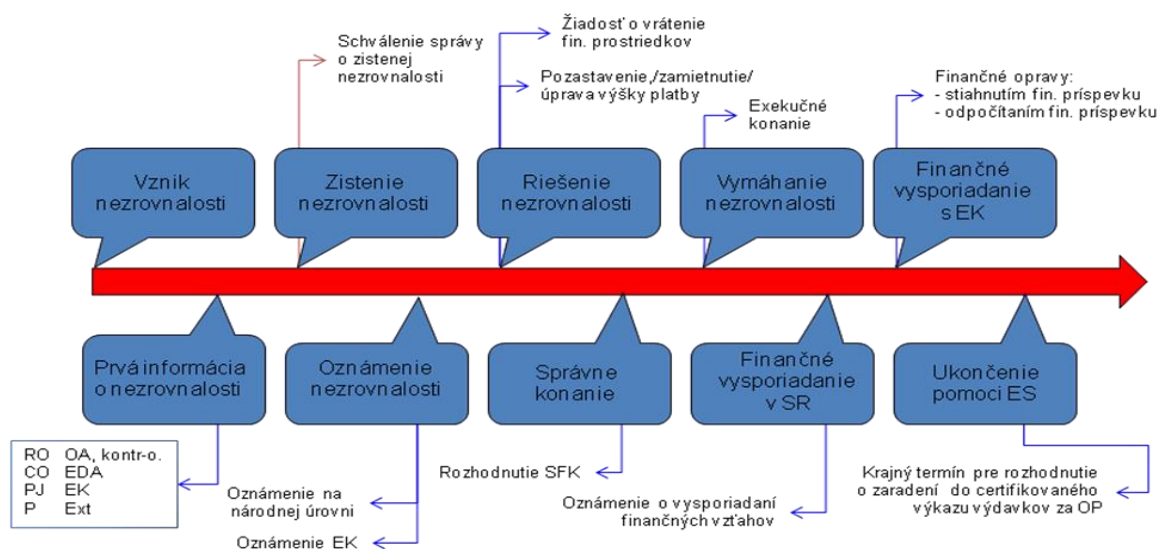 Schválenie správy
o zistenej
nezrovnalosti
Žiadosť o vrátenie
fin. prostriedkov
Pozastavenie,/zamietnutie/
úprava výšky platby
Exekučné
konanie
Finančné opravy:
- stiahnutím fin. príspevku
- odpočítaním fin. príspevku
Vznik
nezrovnalosti
Zistenie
nezrovnalosti
Riešenie
nezrovnalosti
Vymáhanie
nezrovnalosti
Finančné
vysporiadanie
s EK
Prvá informácia
o nezrovnalosti
Oznámenie
nezrovnalosti
Správne
konanie
Finančné
vysporiadanie
v SR
Ukončenie
pomoci ES
RO OA, kontr-o.
CO EDA
PJ EK
P Ext
Oznámenie na
národnej úrovni
Oznámenie EK
Rozhodnutie SFK
Oznámenie o vysporiadaní
finančných vzťahov
Krajný termín pre rozhodnutie
o zaradení do certifikovaného
výkazu výdavkov za OP